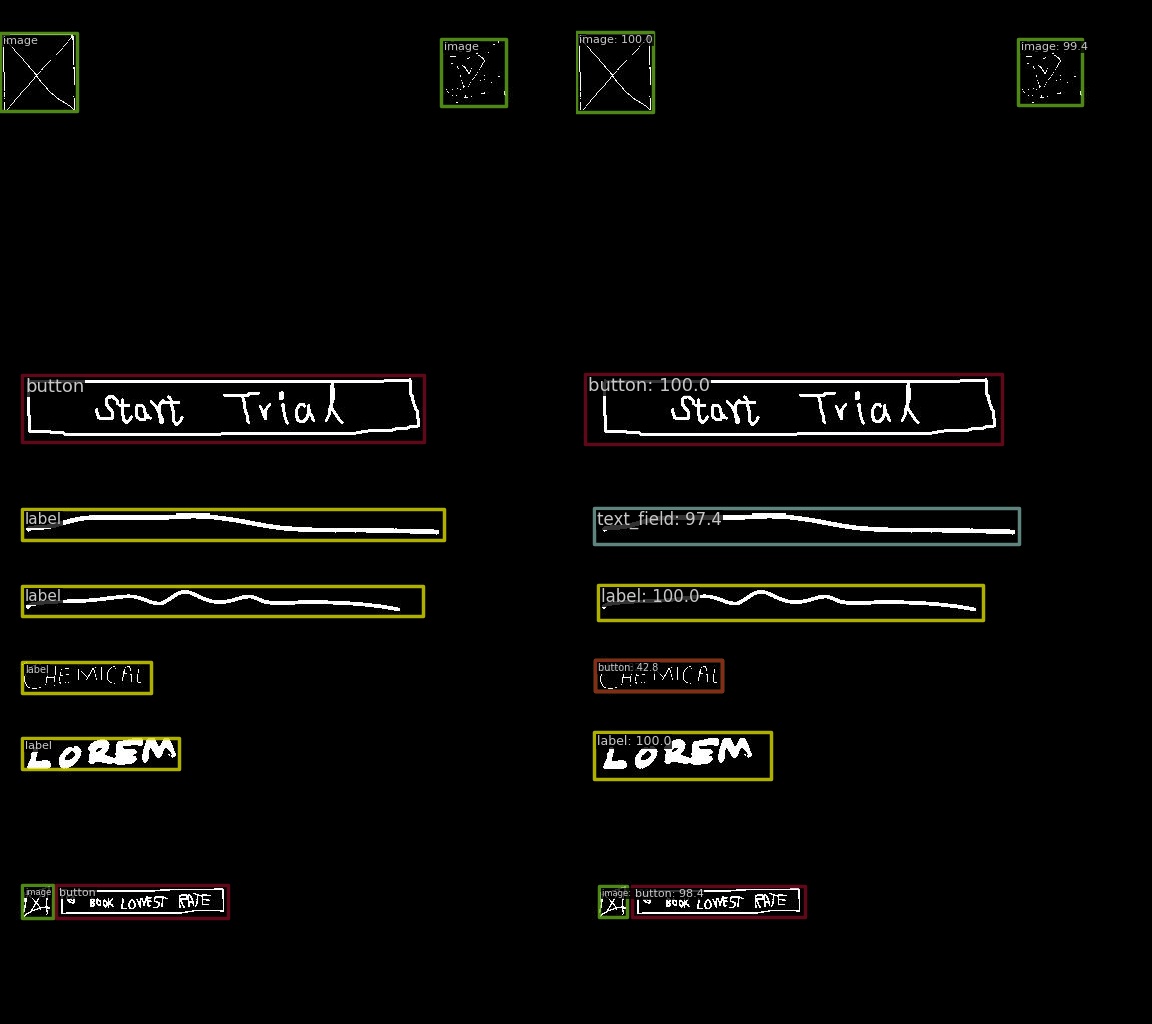 image image image: 100.0 image: 99.4
button button: 100.0
Start Trial Start Trial
label text_field: 97.4
label label: 100.0
label button: 42.8
CHEMICAL CHEMICAL
label label: 100.0
LOREM LOREM
image button image: button: 98.4
BOOK LOWEST RATE BOOK LOWEST RATE